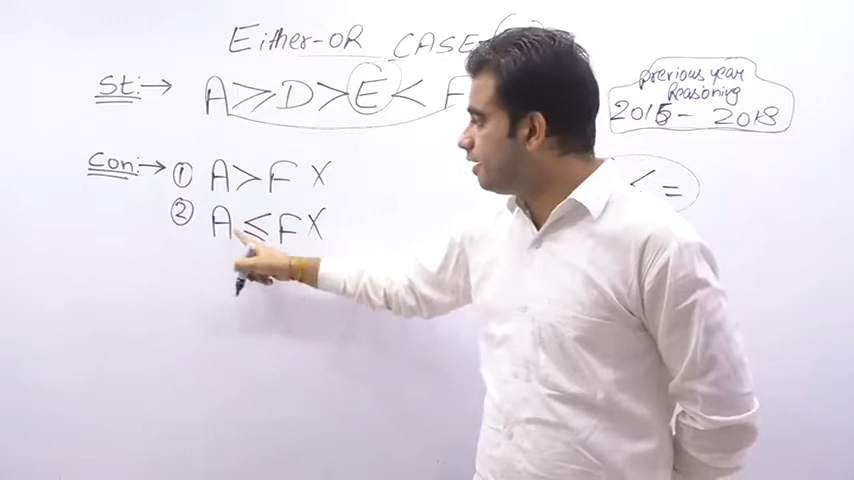 Either-OR CASE-
St:→ A ⩾ D > E < F
Con:→ ① A > F X
② A ≤ F X
previous year
Reasoning
2015 - 2018
< =